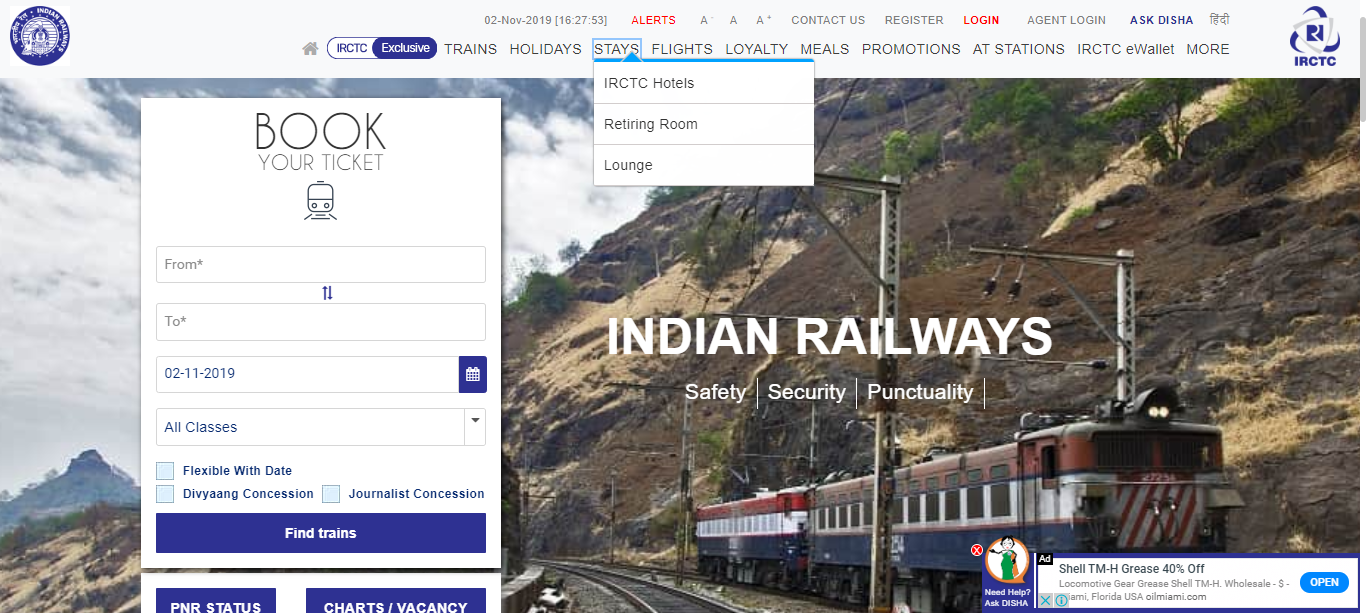 INDIAN RAILWAYS
02-Nov-2019 [16:27:53] ALERTS A- A A+ CONTACT US REGISTER LOGIN AGENT LOGIN ASK DISHA हिंदी
IRCTC Exclusive TRAINS HOLIDAYS STAYS FLIGHTS LOYALTY MEALS PROMOTIONS AT STATIONS IRCTC eWallet MORE
IRCTC
IRCTC Hotels
Retiring Room
Lounge
BOOK
YOUR TICKET
From*
To*
02-11-2019
All Classes
Flexible With Date
Divyaang Concession Journalist Concession
Find trains
PNR STATUS CHARTS / VACANCY
INDIAN RAILWAYS
Safety Security Punctuality
Need Help?
Ask DISHA
Ad
Shell TM-H Grease 40% Off
Locomotive Gear Grease Shell TM-H. Wholesale - $ -
Florida USA oilmiami.com
OPEN